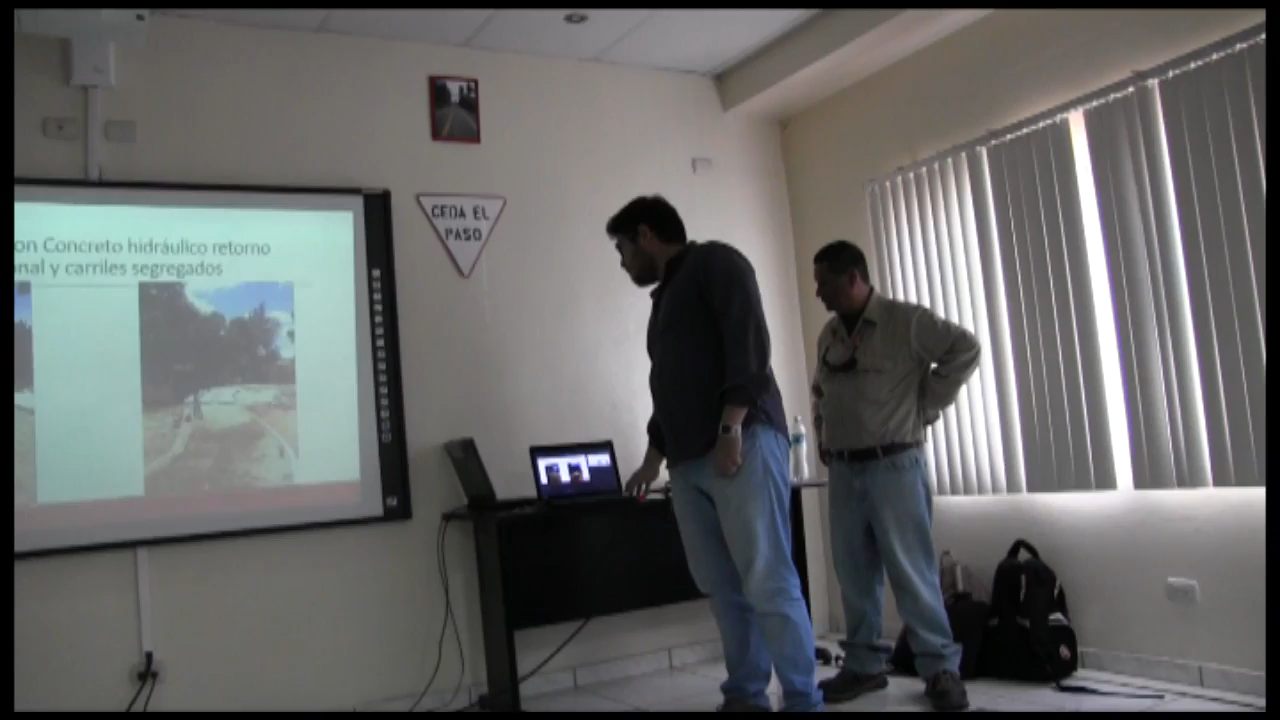 on Concreto hidráulico retorno
nal y carriles segregados
CEDA EL
PASO